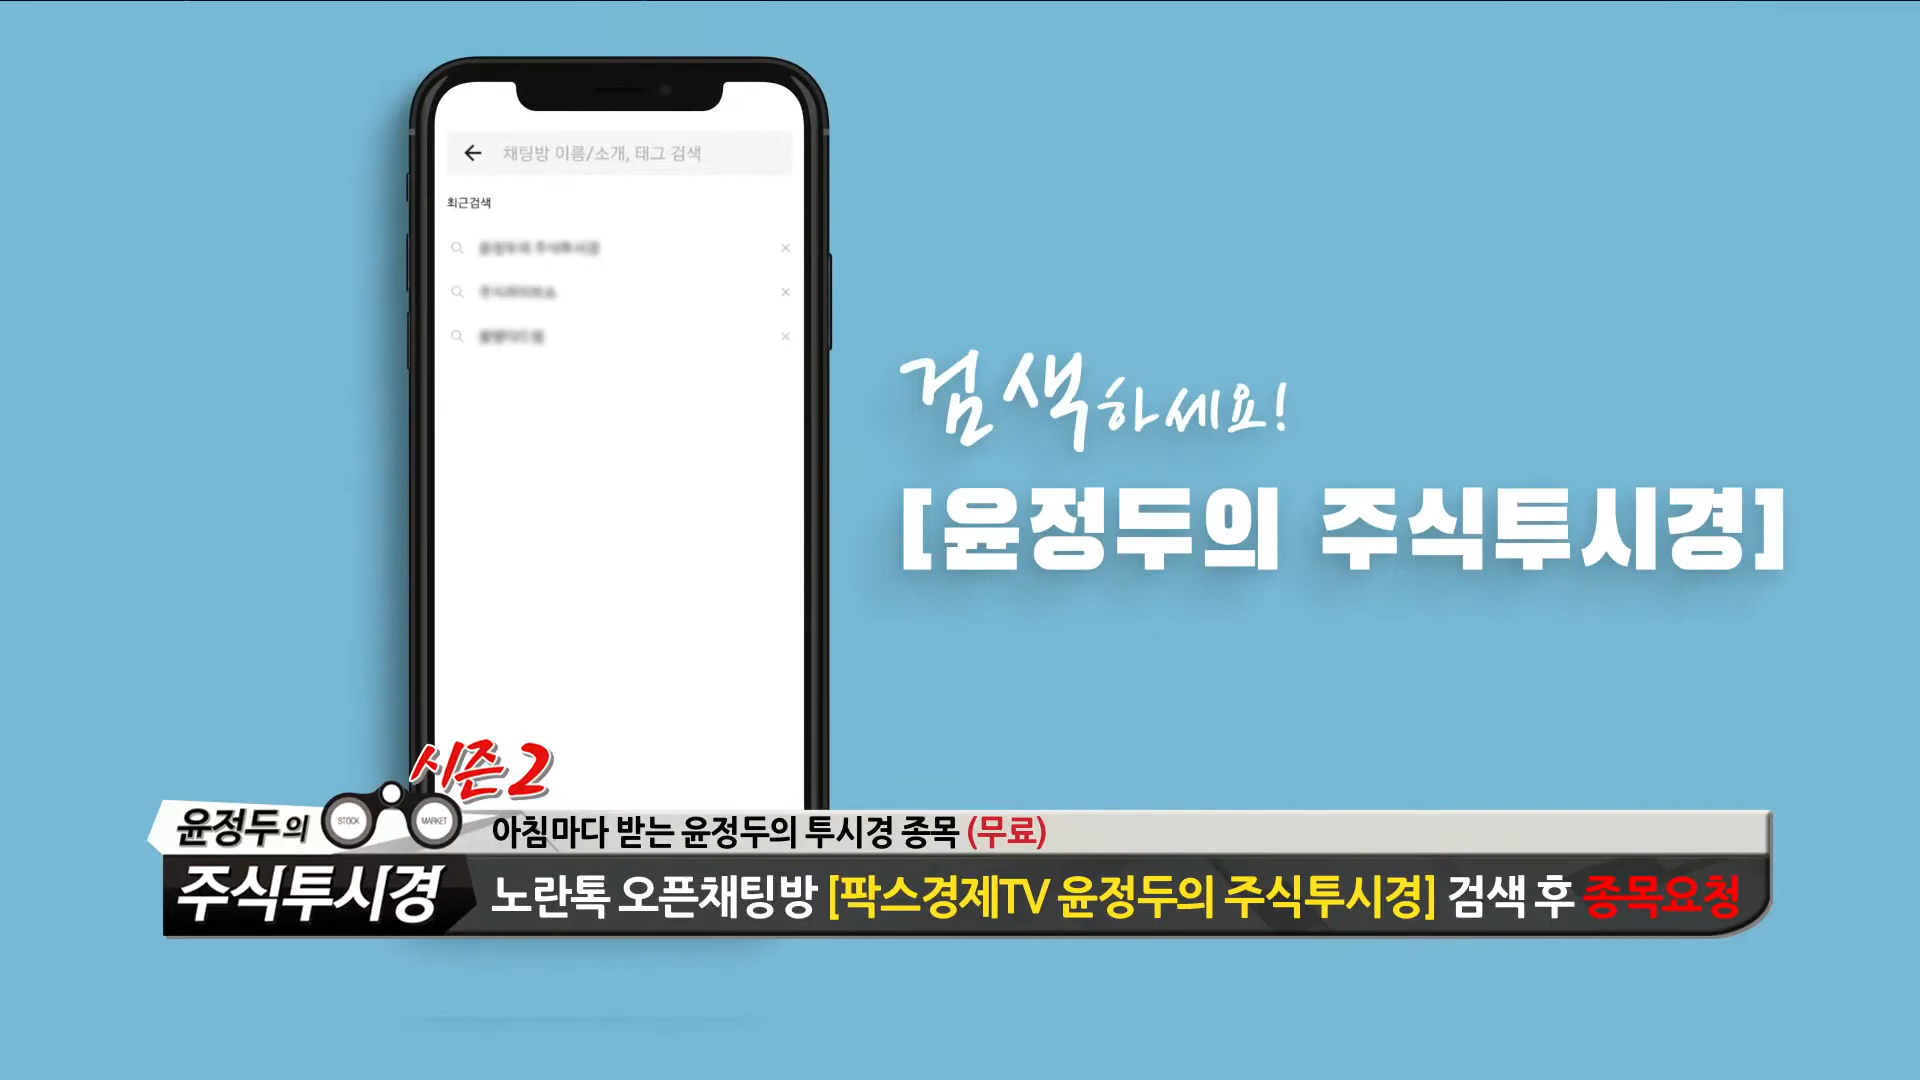 채팅방 이름/소개, 태그 검색
최근검색
검색하세요!
[윤정두의 주식투시경]
시즌2
윤정두의
STOCK MARKET
주식투시경
아침마다 받는 윤정두의 투시경 종목 (무료)
노란톡 오픈채팅방 [팍스경제TV 윤정두의 주식투시경] 검색 후 종목요청